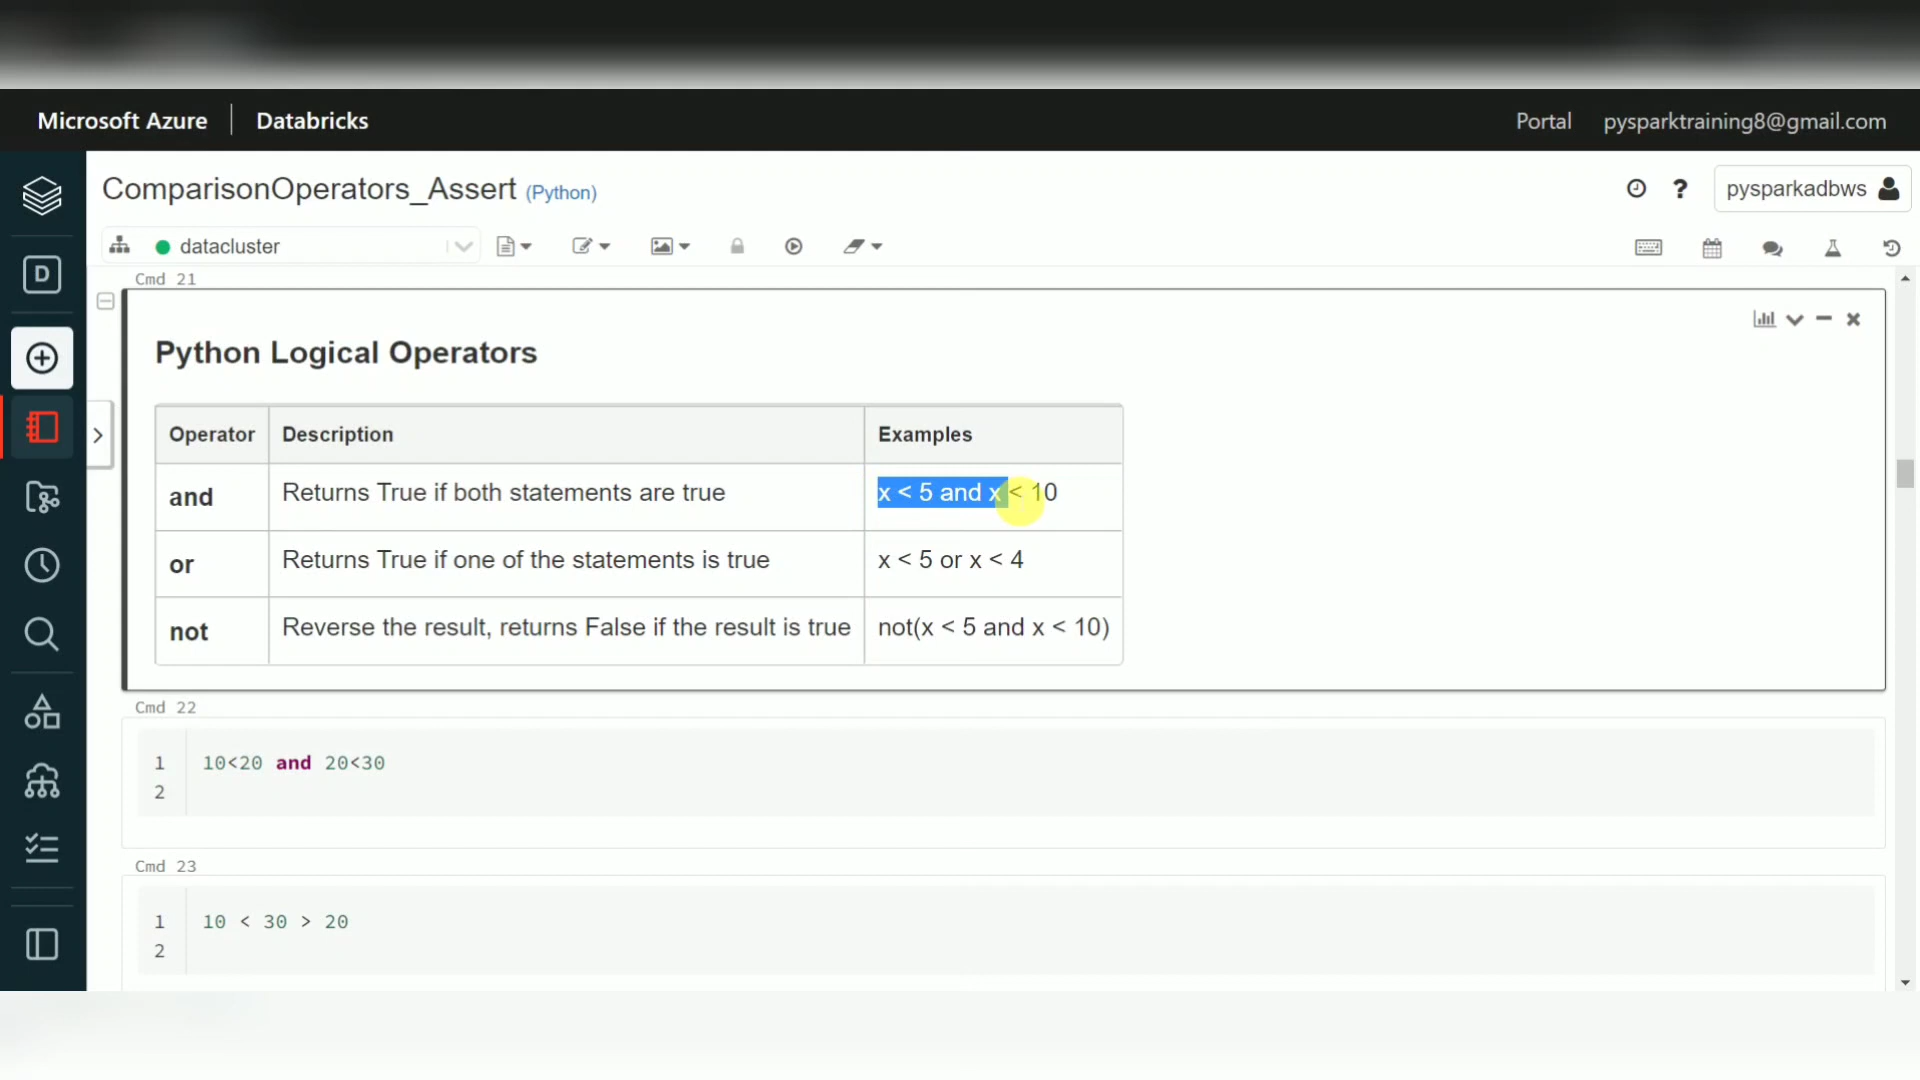 Microsoft Azure | Databricks
Portal pysparktraining8@gmail.com
ComparisonOperators_Assert (Python)
? pysparkadbws
datacluster
D
Cmd 21
Python Logical Operators
Operator Description Examples
and Returns True if both statements are true x < 5 and x < 10
or Returns True if one of the statements is true x < 5 or x < 4
not Reverse the result, returns False if the result is true not(x < 5 and x < 10)
Cmd 22
1 10<20 and 20<30
2
Cmd 23
1 10 < 30 > 20
2